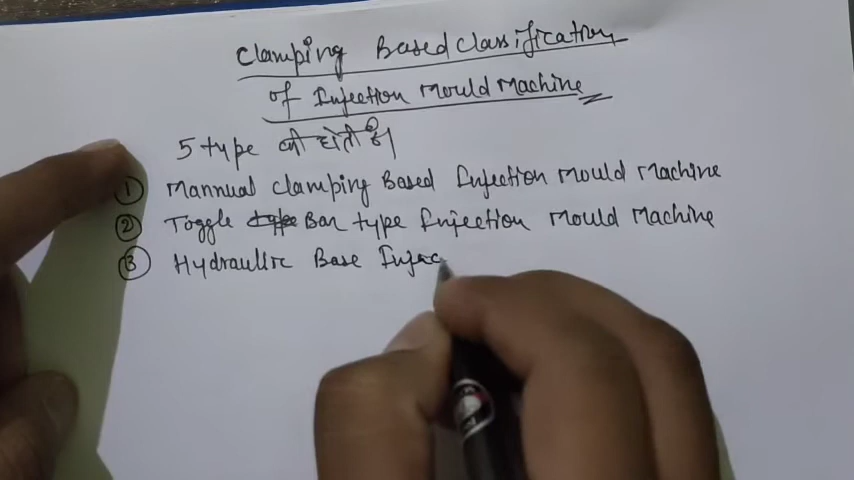 Clamping Based Classification
of Injection Mould Machine
5 type की होती है।
① Mannual Clamping Based Injection Mould Machine
② Toggle Bar type Injection Mould Machine
③ Hydraulic Base Injec